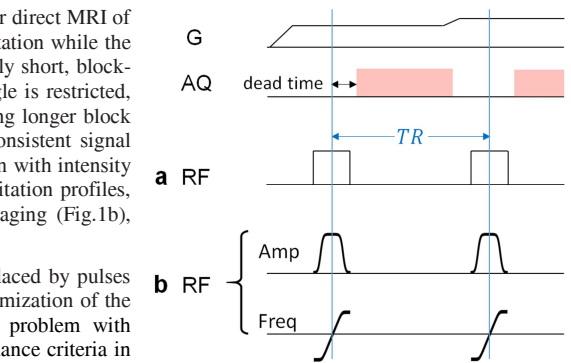 r direct MRI of
tation while the
ly short, block-
gle is restricted,
ng longer block
onsistent signal
n with intensity
itation profiles,
aging (Fig.1b),
laced by pulses
mization of the
problem with
nance criteria in
G
AQ dead time
TR
a RF
Amp
b RF
Freq